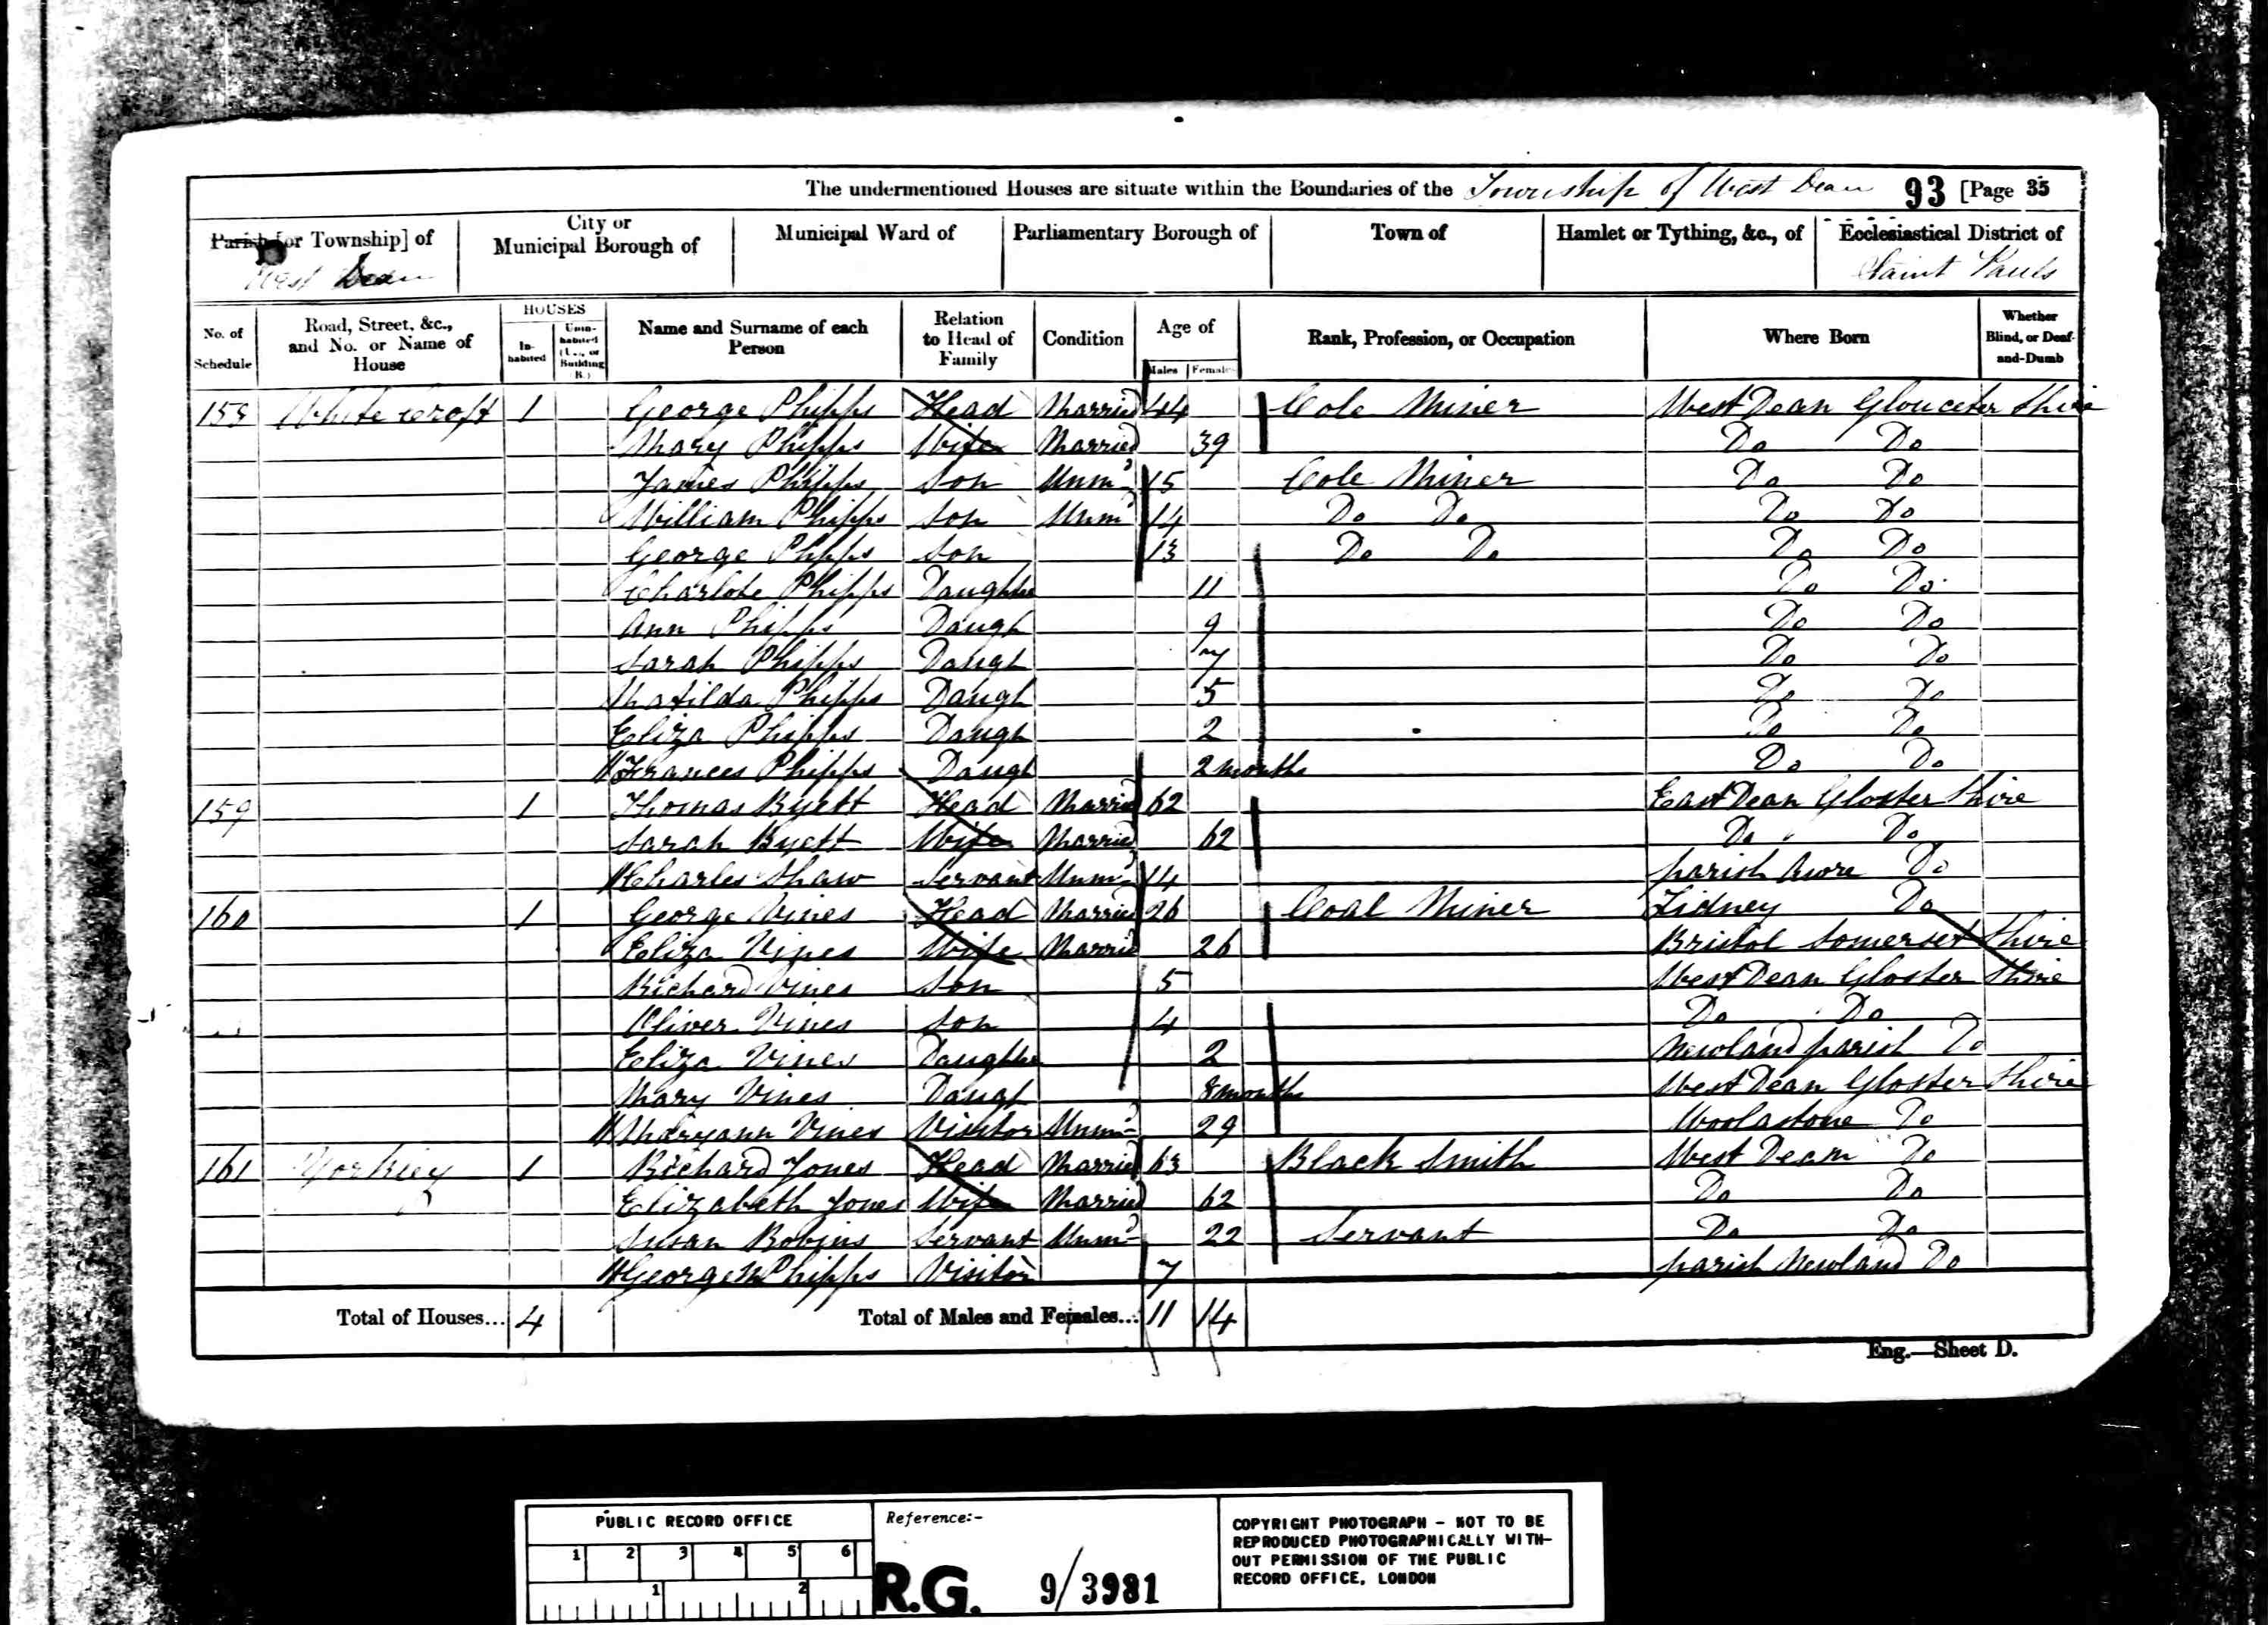 The undermentioned Houses are situate within the Boundaries of the Township of West Dean 93 [Page 35
Parish [or Township] of City or Municipal Borough of Municipal Ward of Parliamentary Borough of Town of Hamlet or Tything, &c., of Ecclesiastical District of
West Dean Saint Pauls
No. of Schedule Road, Street, &c., and No. or Name of House HOUSES Inhabited Uninhabited (U., or Building B.) Name and Surname of each Person Relation to Head of Family Condition Age of Males Females Rank, Profession, or Occupation Where Born Whether Blind, or Deaf-and-Dumb
158 Whitecroft 1 George Phipps Head Married 44 Cole Miner West Dean Gloucester Shire
Mary Phipps Wife Married 39 Do Do
James Phipps Son Unmd 15 Cole Miner Do Do
William Phipps Son Unmd 14 Do Do Do Do
George Phipps Son 13 Do Do Do Do
Charlote Phipps Daughter 11 Do Do
Ann Phipps Daugh 9 Do Do
Sarah Phipps Daugh 7 Do Do
Matilda Phipps Daugh 5 Do Do
Eliza Phipps Daugh 2 Do Do
Frances Phipps Daugh 2 months Do Do
159 1 Thomas Byett Head Married 62 East Dean Gloster Shire
Sarah Byett Wife Married 62 Do Do
Charles Shaw Servant Unmd 14 parish Awre Do
160 1 George Vines Head Married 26 Coal Miner Lidney Do
Eliza Vines Wife Married 26 Bristol Somerset Shire
Richard Vines Son 5 West Dean Gloster Shire
Oliver Vines Son 4 Do Do
Eliza Vines Daughter 2 Newland parish Do
Mary Vines Daugh 8 months West Dean Gloster Shire
Maryann Vines Visitor Unmd 29 Woolastone Do
161 Yorkley 1 Richard Jones Head Married 63 Black Smith West Dean Do
Elizabeth Jones Wife Married 62 Do Do
Susan Robins Servant Unmd 22 Servant Do Do
George M Phipps Visitor 7 parish Newland Do
Total of Houses... 4 Total of Males and Females... 11 14
Eng.—Sheet D.
PUBLIC RECORD OFFICE
1 2 3 4 5 6
1 2
Reference:-
R.G. 9/3981
COPYRIGHT PHOTOGRAPH - NOT TO BE
REPRODUCED PHOTOGRAPHICALLY WITH-
OUT PERMISSION OF THE PUBLIC
RECORD OFFICE, LONDON